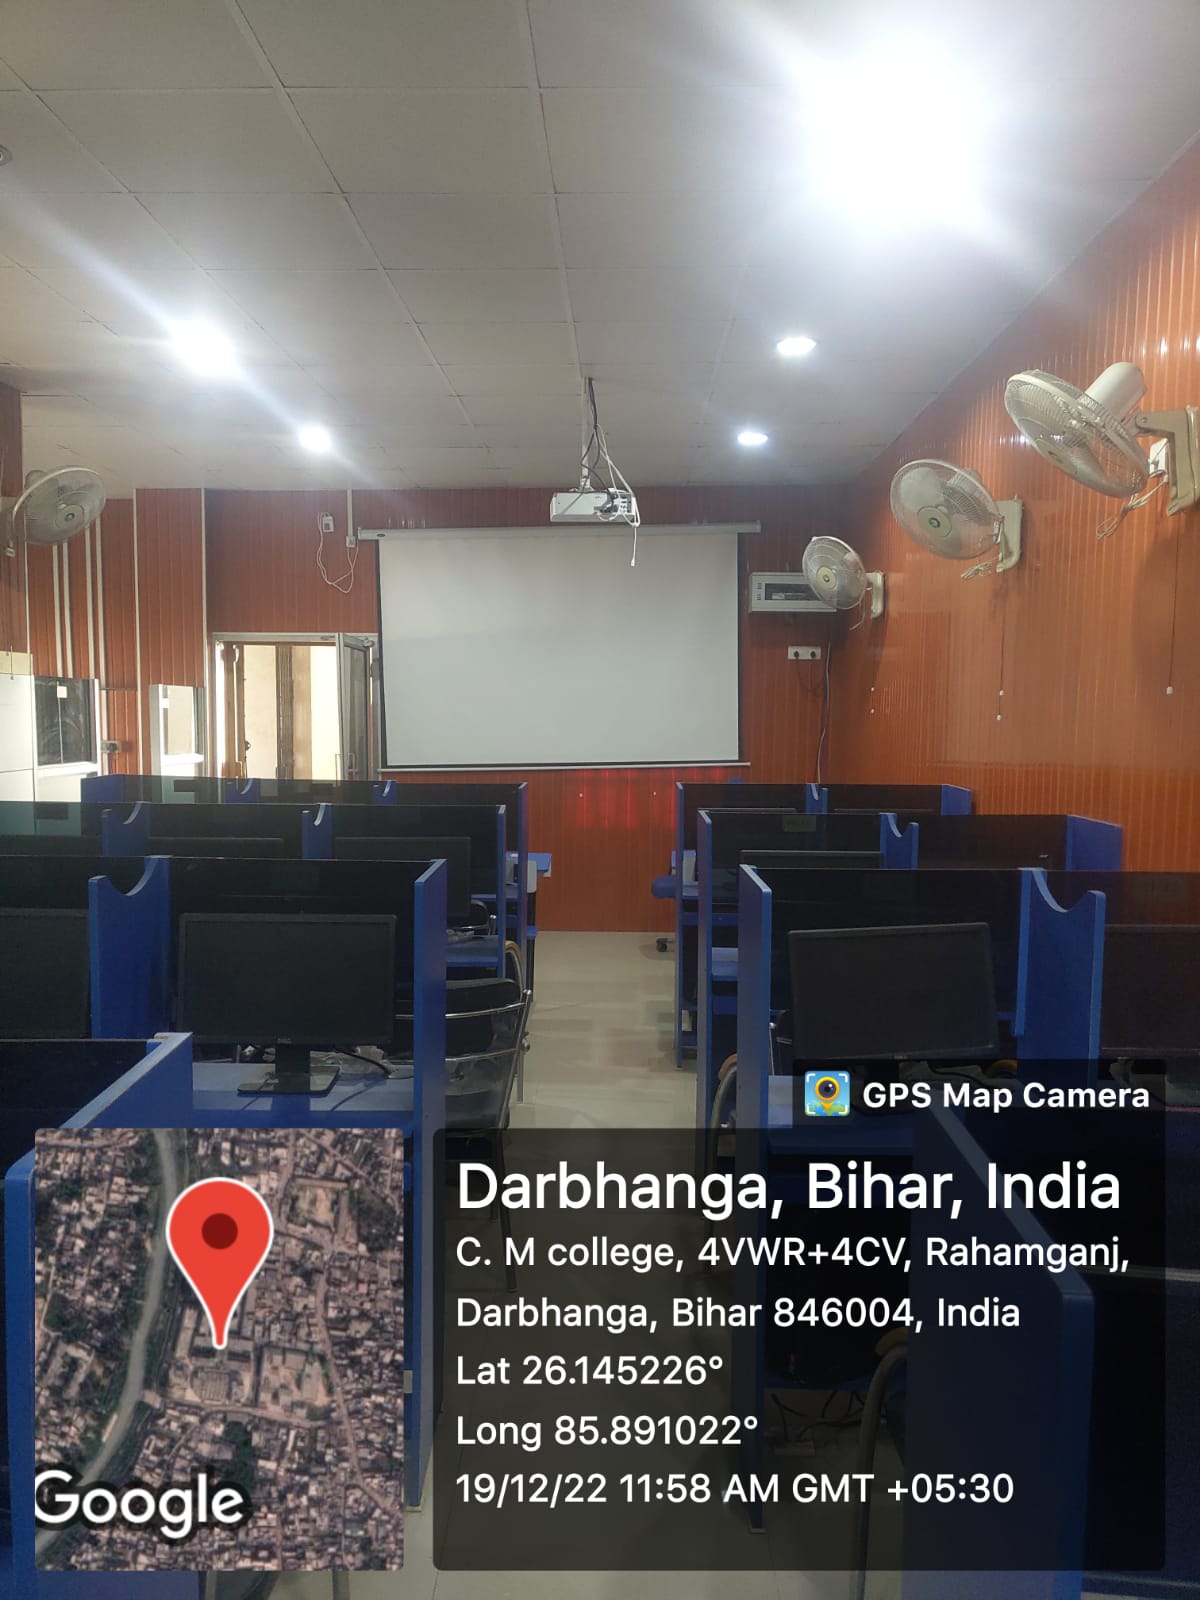 GPS Map Camera
Darbhanga, Bihar, India
C. M college, 4VWR+4CV, Rahamganj,
Darbhanga, Bihar 846004, India
Lat 26.145226°
Long 85.891022°
19/12/22 11:58 AM GMT +05:30
Google